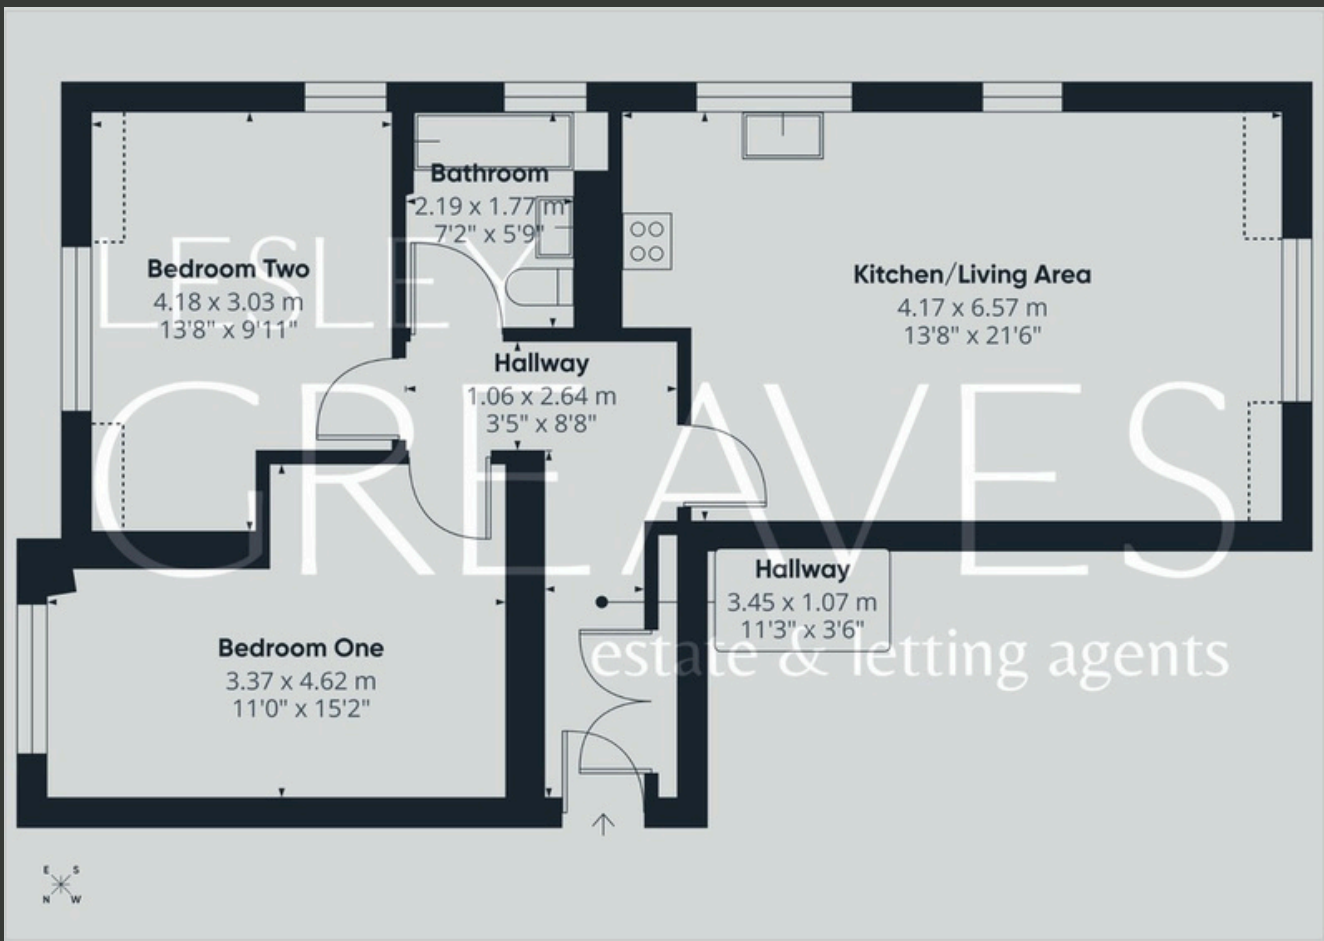 Bathroom
2.19 x 1.77 m
7'2" x 5'9"
Bedroom Two
4.18 x 3.03 m
13'8" x 9'11"
Kitchen/Living Area
4.17 x 6.57 m
13'8" x 21'6"
Hallway
1.06 x 2.64 m
3'5" x 8'8"
LESLEY
GREAVES
estate & letting agents
Hallway
3.45 x 1.07 m
11'3" x 3'6"
Bedroom One
3.37 x 4.62 m
11'0" x 15'2"
E S
N W